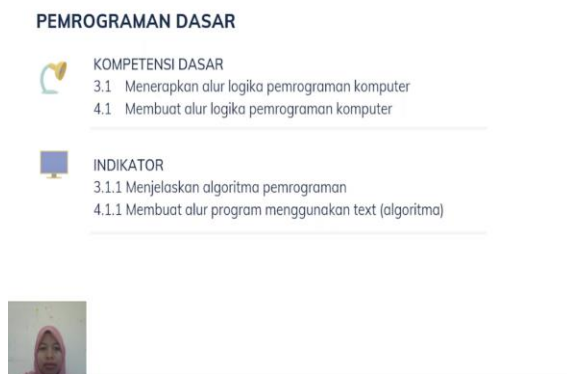 PEMROGRAMAN DASAR
KOMPETENSI DASAR
3.1 Menerapkan alur logika pemrograman komputer
4.1 Membuat alur logika pemrograman komputer
INDIKATOR
3.1.1 Menjelaskan algoritma pemrograman
4.1.1 Membuat alur program menggunakan text (algoritma)